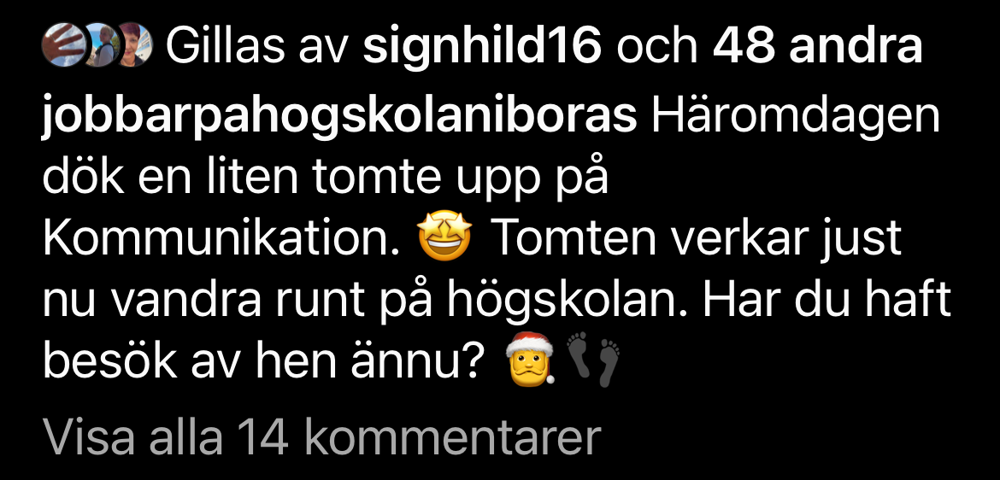 Gillas av signhild16 och 48 andra
jobbarpahogskolaniboras Häromdagen
dök en liten tomte upp på
Kommunikation. 🤩 Tomten verkar just
nu vandra runt på högskolan. Har du haft
besök av hen ännu? 🎅👣
Visa alla 14 kommentarer